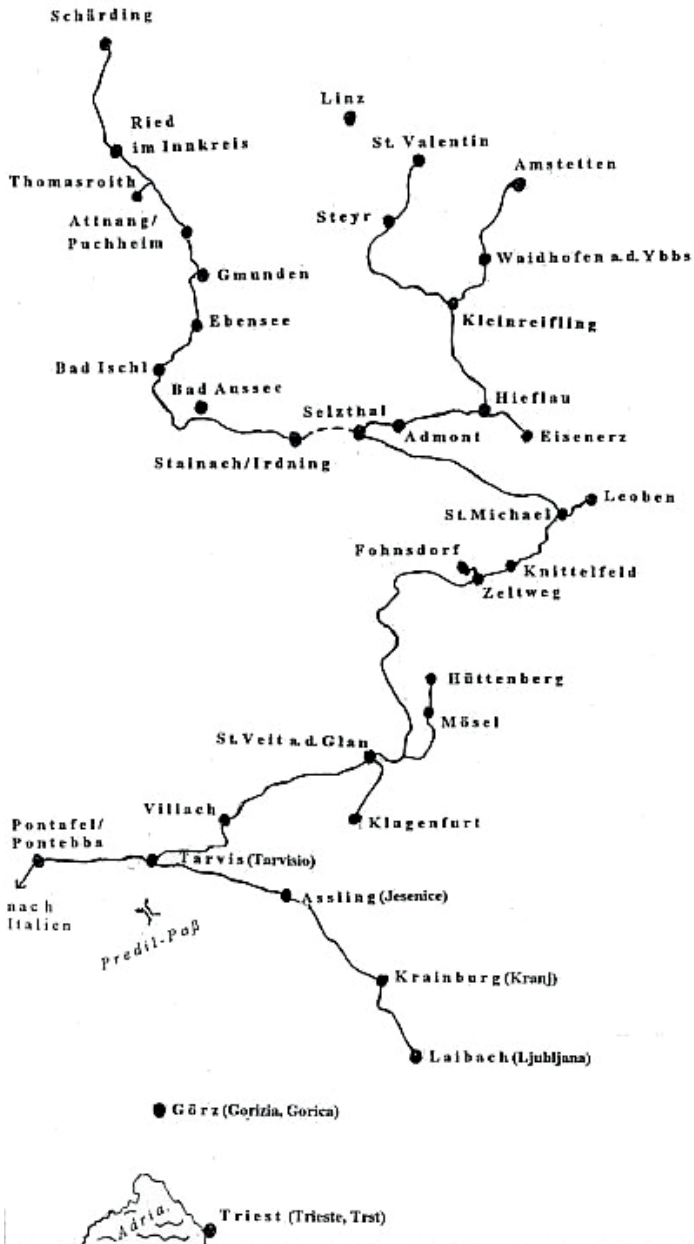 Schärding
Linz
Ried
im Innkreis
St. Valentin
Amstetten
Thomasroith
Attnang/
Puchheim
Steyr
Waidhofen a.d. Ybbs
Gmunden
Kleinreifling
Ebensee
Bad Ischl
Bad Aussee
Selzthal
Hieflau
Admont
Eisenerz
Stainach/Irdning
Leoben
St. Michael
Fohnsdorf
Knittelfeld
Zeltweg
Hüttenberg
Mösel
St. Veit a.d. Glan
Villach
Klagenfurt
Pontafel/
Pontebba
Tarvis (Tarvisio)
Assling (Jesenice)
nach
Italien
Predil-Paß
Krainburg (Kranj)
Laibach (Ljubljana)
Görz (Gorizia, Gorica)
Adria
Triest (Trieste, Trst)